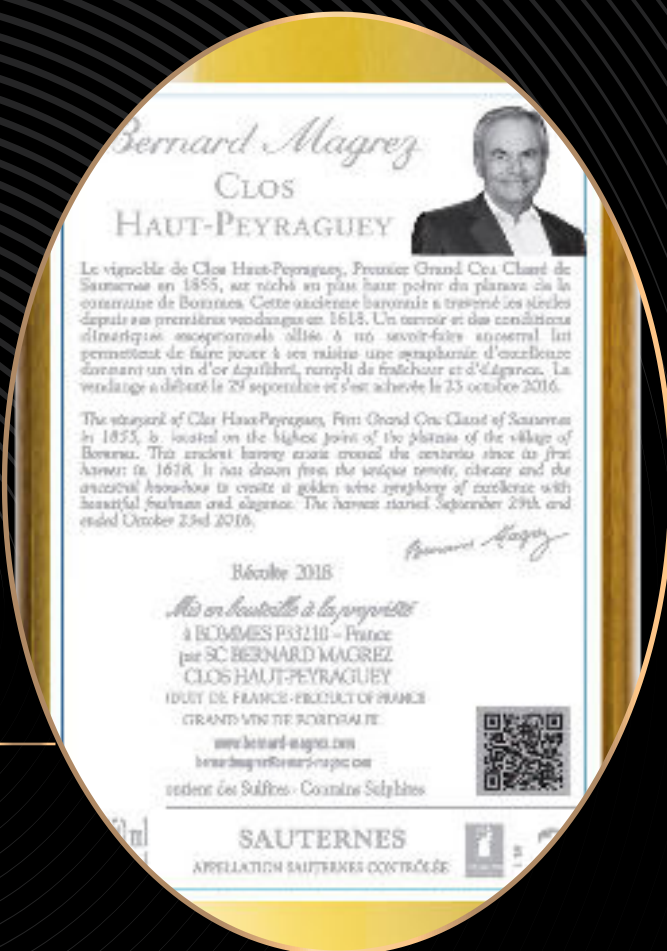 Bernard Magrez
CLOS
HAUT-PEYRAGUEY
Le vignoble de Clos Haut-Peyraguey, Premier Grand Cru Classé de
Sauternes en 1855, est niché au plus haut point du plateau de la
commune de Bommes. Cette ancienne baronnie a traversé les siècles
depuis ses premières vendanges en 1618. Un terroir et des conditions
climatiques exceptionnels alliés à un savoir-faire ancestral lui
permettent de faire jouer à ses raisins une symphonie d'excellence
donnant un vin d'or équilibré, rempli de fraîcheur et d'élégance. La
vendange a débuté le 29 septembre et s'est achevée le 23 octobre 2016.
The vineyard of Clos Haut-Peyraguey, First Grand Cru Classé of Sauternes
in 1855, is located on the highest point of the plateau of the village of
Bommes. This ancient barony estate crossed the centuries since its first
harvest in 1618. It has drawn from the unique terroir, climate and the
ancestral know-how to create a golden wine symphony of excellence with
beautiful freshness and elegance. The harvest started September 29th and
ended October 23rd 2016.
Bernard Magrez
Récolte 2018
Mis en bouteille à la propriété
à BOMMES F33210 – France
par SC BERNARD MAGREZ
CLOS HAUT-PEYRAGUEY
DUIT DE FRANCE - PRODUCT OF FRANCE
GRAND VIN DE BORDEAUX
www.bernard-magrez.com
ontient des Sulfites - Contains Sulphites
SAUTERNES
APPELLATION SAUTERNES CONTRÔLÉE